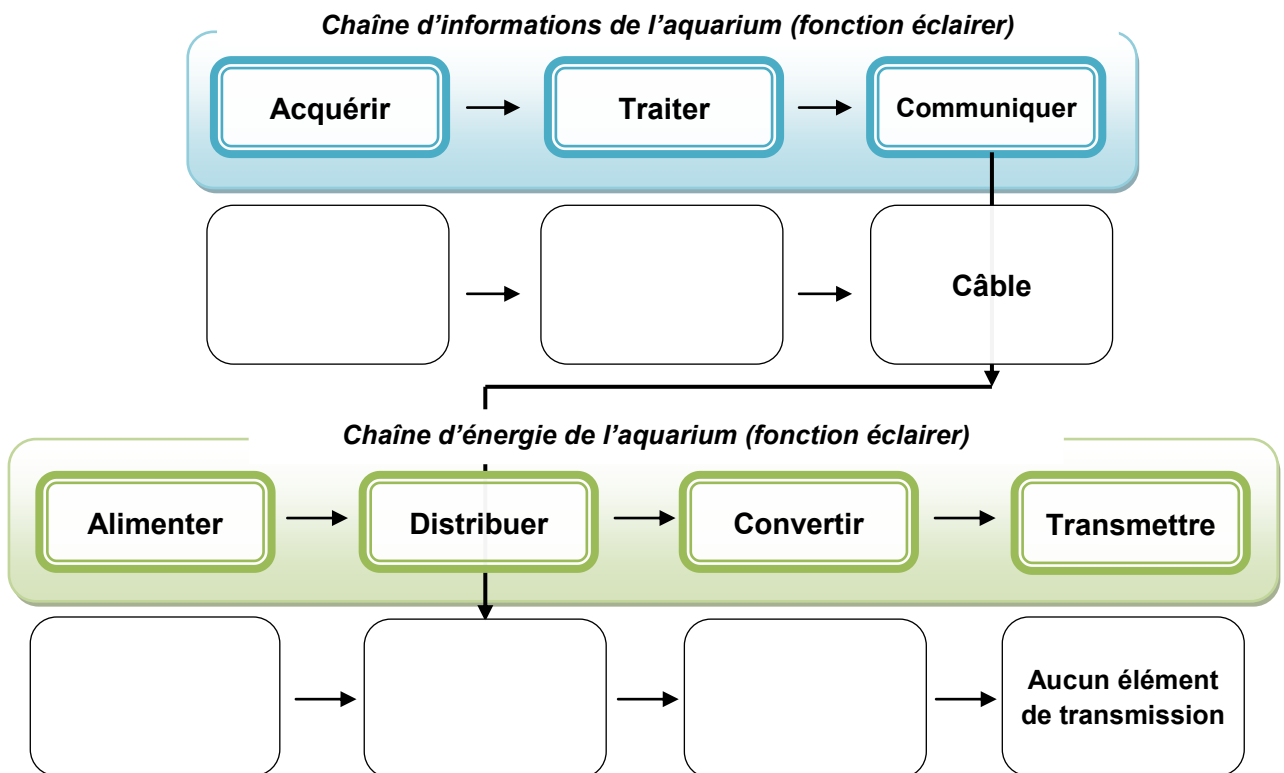 Chaîne d'informations de l'aquarium (fonction éclairer)
Acquérir
Traiter
Communiquer
Câble
Chaîne d'énergie de l'aquarium (fonction éclairer)
Alimenter
Distribuer
Convertir
Transmettre
Aucun élément
de transmission